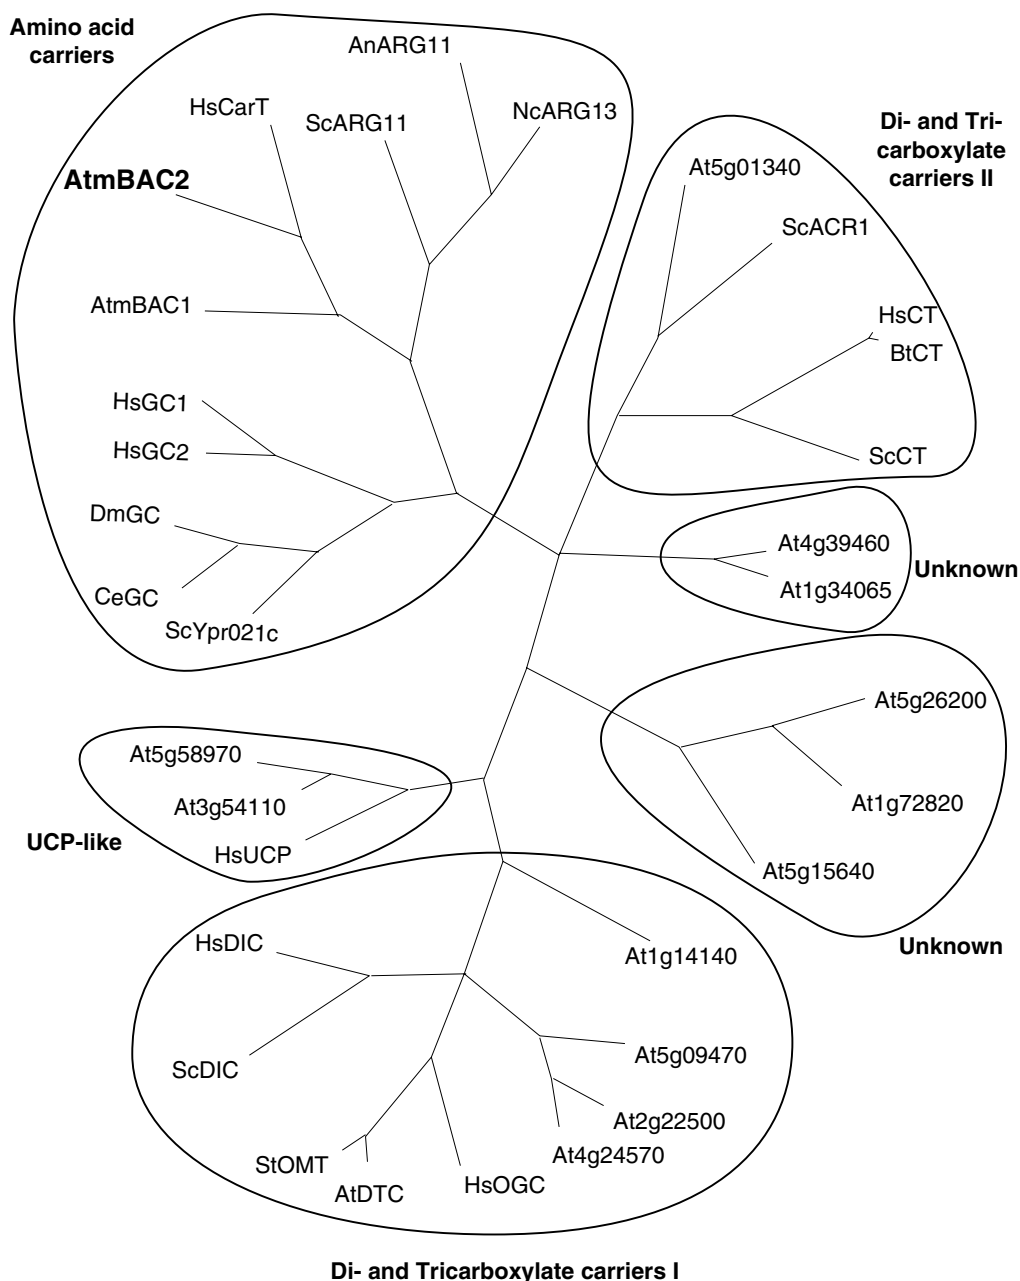 Amino acid
carriers
AnARG11
HsCarT
ScARG11
NcARG13
AtmBAC2
AtmBAC1
HsGC1
HsGC2
DmGC
CeGC
ScYpr021c
Di- and Tri-
carboxylate
carriers II
At5g01340
ScACR1
HsCT
BtCT
ScCT
At4g39460
At1g34065
Unknown
At5g26200
At1g72820
At5g15640
Unknown
At5g58970
At3g54110
HsUCP
UCP-like
HsDIC
At1g14140
ScDIC
At5g09470
At2g22500
At4g24570
StOMT
AtDTC
HsOGC
Di- and Tricarboxylate carriers I